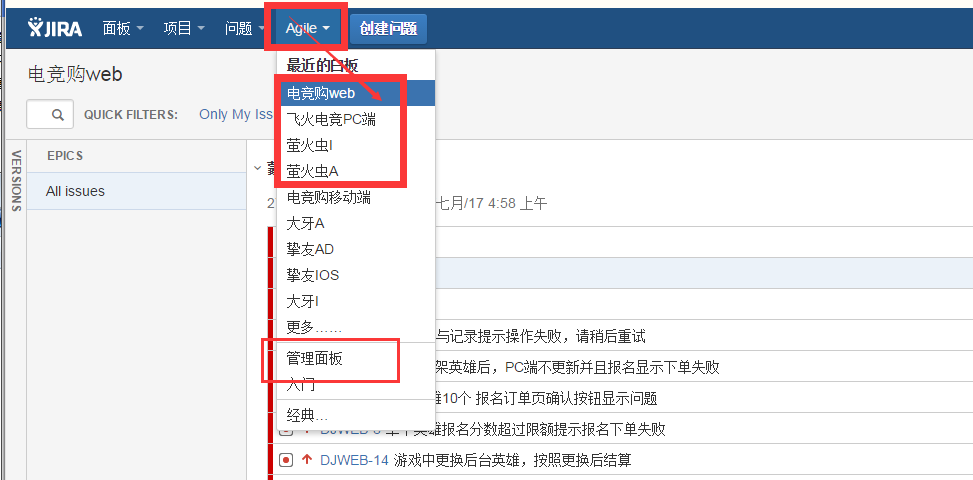 JIRA 面板 项目 问题 Agile 创建问题
最近的白板
电竞购web
电竞购web
QUICK FILTERS: Only My Iss
飞火电竞PC端
萤火虫I
VERSIONS
EPICS
萤火虫A
All issues
电竞购移动端
2 七月/17 4:58 上午
大牙A
挚友AD
挚友IOS
大牙I
更多……
与记录提示操作失败，请稍后重试
管理面板
架英雄后，PC端不更新并且报名显示下单失败
入门
雄10个 报名订单页确认按钮显示问题
经典…
英雄报名分数超过限额提示报名下单失败
DJWEB-14 游戏中更换后台英雄，按照更换后结算